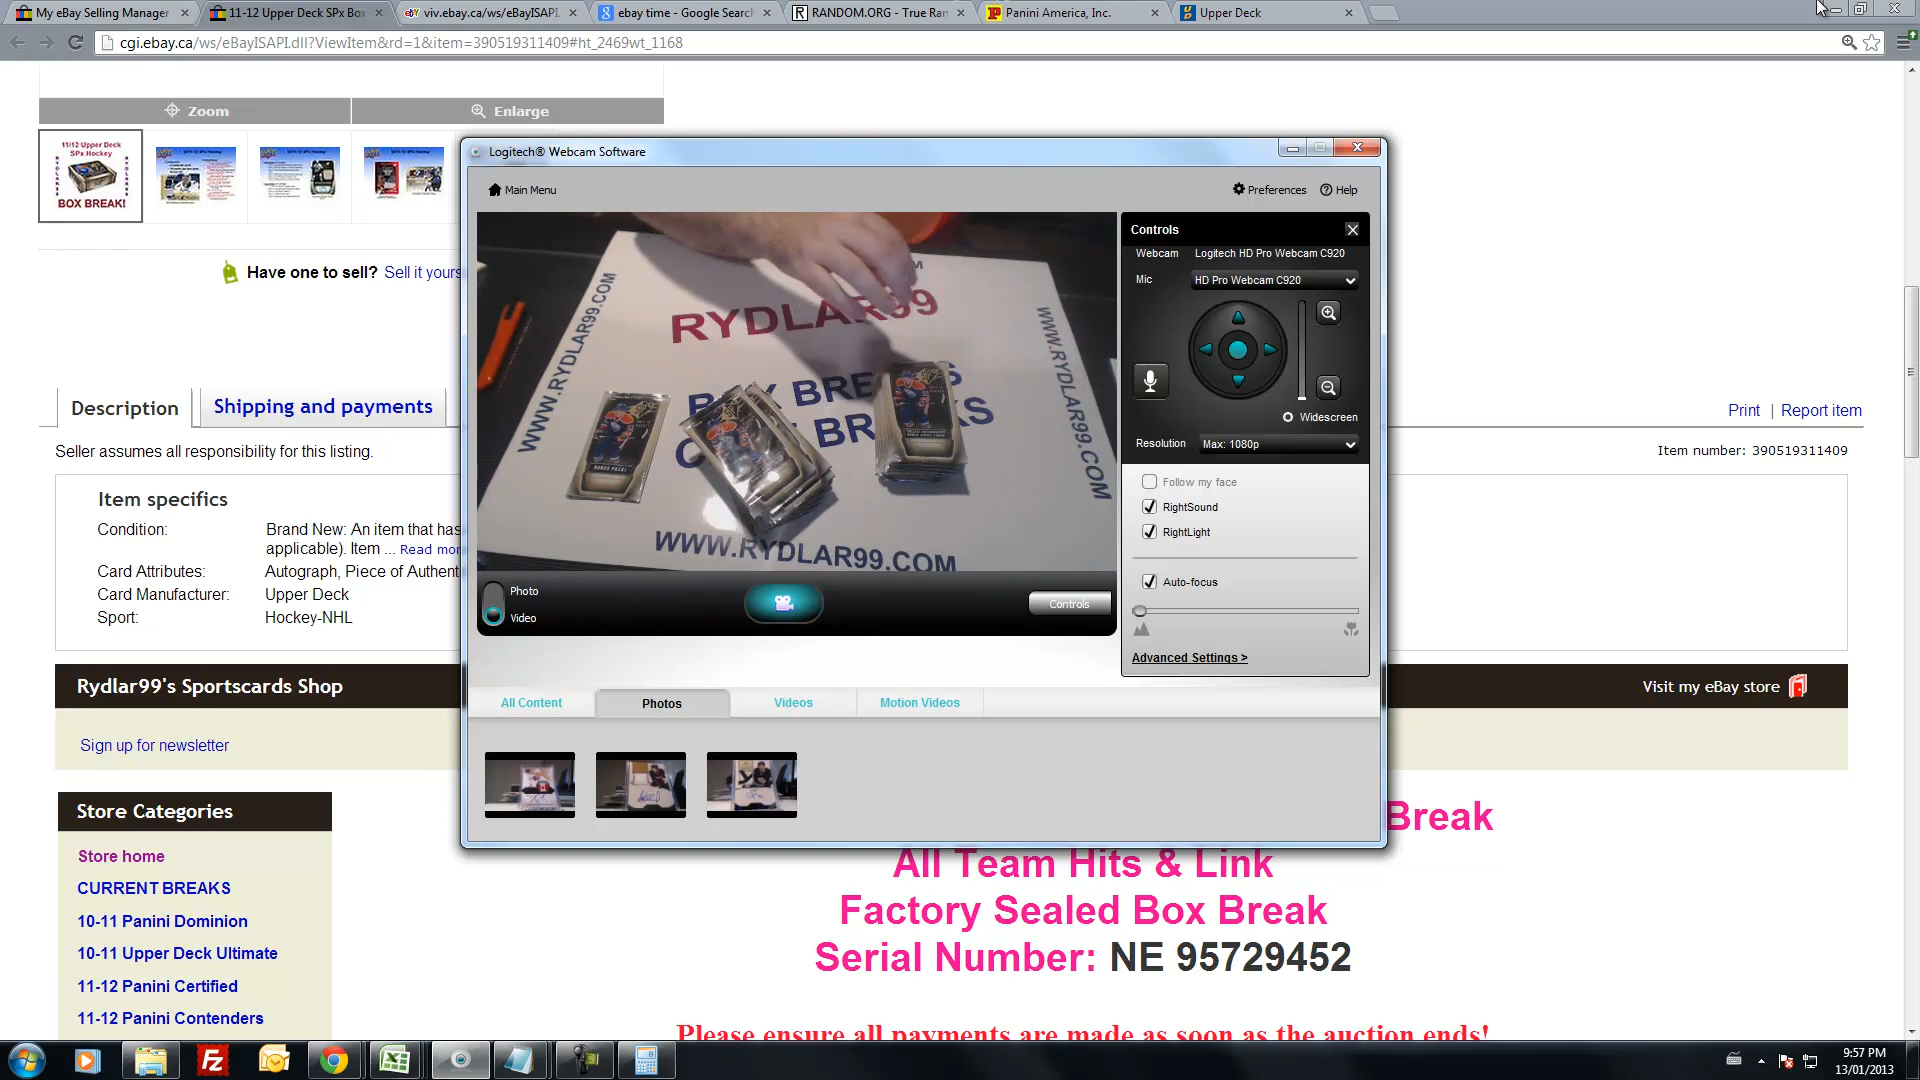 My eBay Selling Manager
11-12 Upper Deck SPx Box
viv.ebay.ca/ws/eBayISAPI.
ebay time - Google Search
RANDOM.ORG - True Ran
Panini America, Inc.
Upper Deck
cgi.ebay.ca/ws/eBayISAPI.dll?ViewItem&rd=1&item=390519311409#ht_2469wt_1168
Zoom
Enlarge
11/12 Upper Deck
SPx Hockey
BOX BREAK!
Have one to sell? Sell it yours
Description
Shipping and payments
Print | Report item
Seller assumes all responsibility for this listing.
Item number: 390519311409
Item specifics
Condition: Brand New: An item that has
applicable). Item ... Read mor
Card Attributes: Autograph, Piece of Authent
Card Manufacturer: Upper Deck
Sport: Hockey-NHL
Rydlar99's Sportscards Shop
Visit my eBay store
Sign up for newsletter
Store Categories
Store home
CURRENT BREAKS
10-11 Panini Dominion
10-11 Upper Deck Ultimate
11-12 Panini Certified
11-12 Panini Contenders
Logitech® Webcam Software
Main Menu
Preferences
Help
WWW.RYDLAR99.COM
RYDLAR99
WWW.RYDLAR99.COM
BONUS PACK!
WWW.RYDLAR99.COM
Controls
Webcam Logitech HD Pro Webcam C920
Mic HD Pro Webcam C920
Widescreen
Resolution Max: 1080p
Follow my face
RightSound
RightLight
Auto-focus
Advanced Settings >
Photo
Video
Controls
All Content
Photos
Videos
Motion Videos
Break
All Team Hits & Link
Factory Sealed Box Break
Serial Number: NE 95729452
Please ensure all payments are made as soon as the auction ends!
9:57 PM
13/01/2013